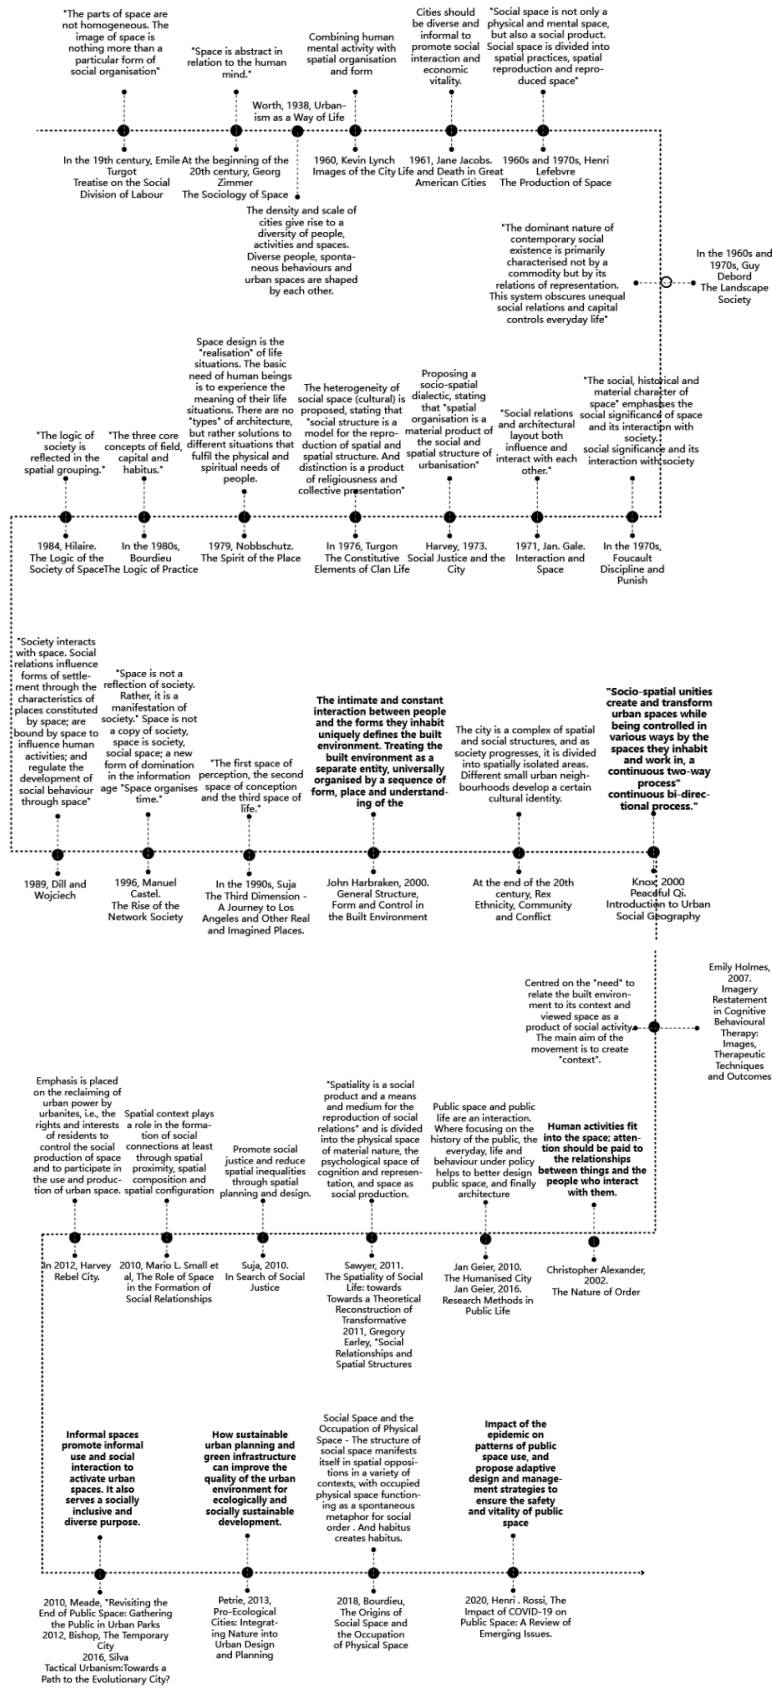 "The parts of space are
not homogeneous. The
image of space is
nothing more than a
particular form of
social organisation"
"Space is abstract in
relation to the human
mind."
Worth, 1938, Urban-
ism as a Way of Life
Combining human
mental activity with
spatial organisation
and form
Cities should
be diverse and
informal to
promote social
interaction and
economic
vitality.
"Social space is not only a
physical and mental space,
but also a social product.
Social space is divided into
spatial practices, spatial
reproduction and repro-
duced space"
In the 19th century, Emile
Turgot
Treatise on the Social
Division of Labour
At the beginning of the
20th century, Georg
Zimmer
The Sociology of Space
The density and scale of
cities give rise to a
diversity of people,
activities and spaces.
Diverse people, sponta-
neous behaviours and
urban spaces are shaped
by each other.
1960, Kevin Lynch
Images of the City
1961, Jane Jacobs.
Life and Death in Great
American Cities
1960s and 1970s, Henri
Lefebvre
The Production of Space
"The dominant nature of
contemporary social
existence is primarily
characterised not by a
commodity but by its
relations of representation.
This system obscures unequal
social relations and capital
controls everyday life"
In the 1960s and
1970s, Guy
Debord
The Landscape
Society
"The logic of
society is
reflected in the
spatial grouping."
"The three core
concepts of field,
capital and
habitus."
Space design is the
"realisation" of life
situations. The basic
need of human beings
is to experience the
meaning of their life
situations. There are no
"types" of architecture,
but rather solutions to
different situations that
fulfil the physical and
spiritual needs of
people.
The heterogeneity of
social space (cultural) is
proposed, stating that
"social structure is a
model for the repro-
duction of spatial and
spatial structure. And
distinction is a product
of religiousness and
collective presentation"
Proposing a
socio-spatial
dialectic, stating
that "spatial
organisation is a
material product of
the social and
spatial structure of
urbanisation"
"Social relations
and architectural
layout both
influence and
interact with each
other."
"The social, historical and
material character of
space" emphasises the
social significance of space
and its interaction with
society.
social significance and its
interaction with society
1984, Hilaire.
The Logic of the
Society of Space
In the 1980s,
Bourdieu
The Logic of Practice
1979, Nobbschutz.
The Spirit of the Place
In 1976, Turgon
The Constitutive
Elements of Clan Life
Harvey, 1973.
Social Justice and the
City
1971, Jan. Gale.
Interaction and
Space
In the 1970s,
Foucault
Discipline and
Punish
"Society interacts
with space. Social
relations influence
forms of settle-
ment through the
characteristics of
places constituted
by space; are
bound by space to
influence human
activities; and
regulate the
development of
social behaviour
through space"
"Space is not a
reflection of society.
Rather, it is a
manifestation of
society." Space is not
a copy of society,
space is society,
social space; a new
form of domination
in the information
age "Space organises
time."
"The first space of
perception, the second
space of conception
and the third space of
life."
The intimate and constant
interaction between people
and the forms they inhabit
uniquely defines the built
environment. Treating the
built environment as a
separate entity, universally
organised by a sequence of
form, place and understand-
ing of the
The city is a complex of spatial
and social structures, and as
society progresses, it is divided
into spatially isolated areas.
Different small urban neigh-
bourhoods develop a certain
cultural identity.
"Socio-spatial unities
create and transform
urban spaces while
being controlled in
various ways by the
spaces they inhabit
and work in, a
continuous two-way
process"
continuous bi-direc-
tional process."
1989, Dill and
Wojciech
1996, Manuel
Castel.
The Rise of the
Network Society
In the 1990s, Suja
The Third Dimension -
A Journey to Los
Angeles and Other Real
and Imagined Places.
John Harbraken, 2000.
General Structure,
Form and Control in
the Built Environment
At the end of the 20th
century, Rex
Ethnicity, Community
and Conflict
Knox, 2000
Peaceful Qi.
Introduction to Urban
Social Geography
Centred on the "need" to
relate the built environ-
ment to its context and
viewed space as a
product of social activity.
The main aim of the
movement is to create
"context".
Emily Holmes,
2007.
Imagery
Restatement
in Cognitive
Behavioural
Therapy:
Images,
Therapeutic
Techniques
and Outcomes
Emphasis is placed
on the reclaiming of
urban power by
urbanites, i.e., the
rights and interests
of residents to
control the social
production of space
and to participate in
the use and produc-
tion of urban space.
Spatial context plays
a role in the forma-
tion of social
connections at least
through spatial
proximity, spatial
composition and
spatial configuration
Promote social
justice and reduce
spatial inequalities
through spatial
planning and design.
"Spatiality is a social
product and a means
and medium for the
reproduction of social
relations" and is divided
into the physical space
of material nature, the
psychological space of
cognition and represen-
tation, and space as
social production.
Public space and public
life are an interaction.
Where focusing on the
history of the public, the
everyday, life and
behaviour under policy
helps to better design
public space, and finally
architecture
Human activities fit
into the space; atten-
tion should be paid to
the relationships
between things and the
people who interact
with them.
In 2012, Harvey
Rebel City.
2010, Mario L. Small et
al, The Role of Space
in the Formation of
Social Relationships
Suja, 2010.
In Search of Social
Justice
Sawyer, 2011.
The Spatiality of Social
Life: towards
Towards a Theoretical
Reconstruction of
Transformative
2011, Gregory
Earley, "Social
Relationships and
Spatial Structures
Jan Geier, 2010.
The Humanised City
Jan Geier, 2016.
Research Methods in
Public Life
Christopher Alexander,
2002.
The Nature of Order
Informal spaces
promote informal
use and social
interaction to
activate urban
spaces. It also
serves a socially
inclusive and
diverse purpose.
How sustainable
urban planning and
green infrastructure
can improve the
quality of the urban
environment for
ecologically and
socially sustainable
development.
Social Space and the
Occupation of Physical
Space - The structure of
social space manifests
itself in spatial opposi-
tions in a variety of
contexts, with occupied
physical space function-
ing as a spontaneous
metaphor for social
order . And habitus
creates habitus.
Impact of the
epidemic on
patterns of public
space use, and
propose adaptive
design and manage-
ment strategies to
ensure the safety
and vitality of public
space
2010, Meade, "Revisiting the
End of Public Space: Gathering
the Public in Urban Parks
2012, Bishop, The Temporary
City
2016, Silva
Tactical Urbanism:Towards a
Path to the Evolutionary City?
Petrie, 2013,
Pro-Ecological
Cities: Integrat-
ing Nature into
Urban Design
and Planning
2018, Bourdieu,
The Origins of
Social Space and
the Occupation
of Physical Space
2020, Henri . Rossi, The
Impact of COVID-19 on
Public Space: A Review of
Emerging Issues.